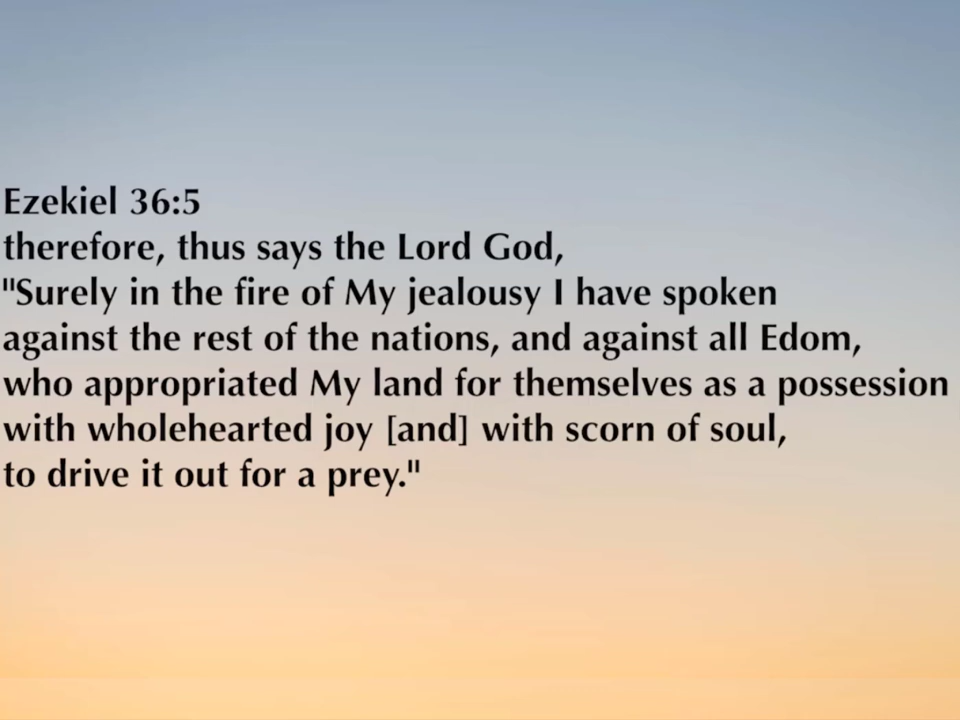 Ezekiel 36:5
therefore, thus says the Lord God,
"Surely in the fire of My jealousy I have spoken
against the rest of the nations, and against all Edom,
who appropriated My land for themselves as a possession
with wholehearted joy [and] with scorn of soul,
to drive it out for a prey."